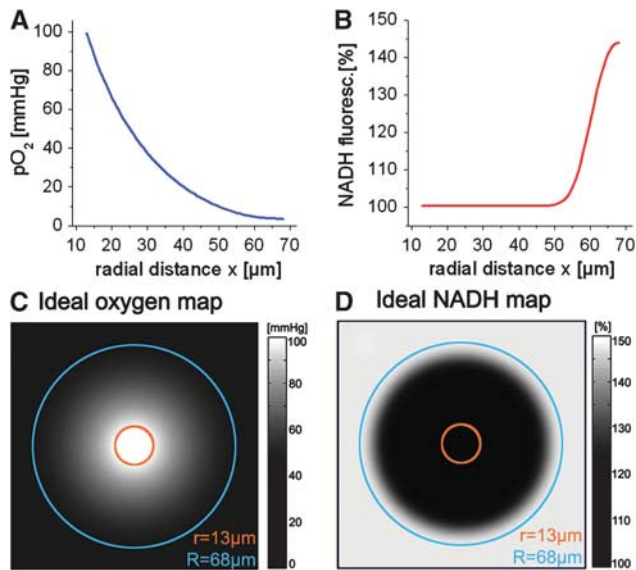 A
100
80
60
40
20
0
pO₂ [mmHg]
10 20 30 40 50 60 70
radial distance x [µm]
B
150
140
130
120
110
100
NADH fluoresc.[%]
10 20 30 40 50 60 70
radial distance x [µm]
C Ideal oxygen map
[mmHg]
100
80
60
40
20
0
r=13µm
R=68µm
D Ideal NADH map
[%]
150
140
130
120
110
100
r=13µm
R=68µm